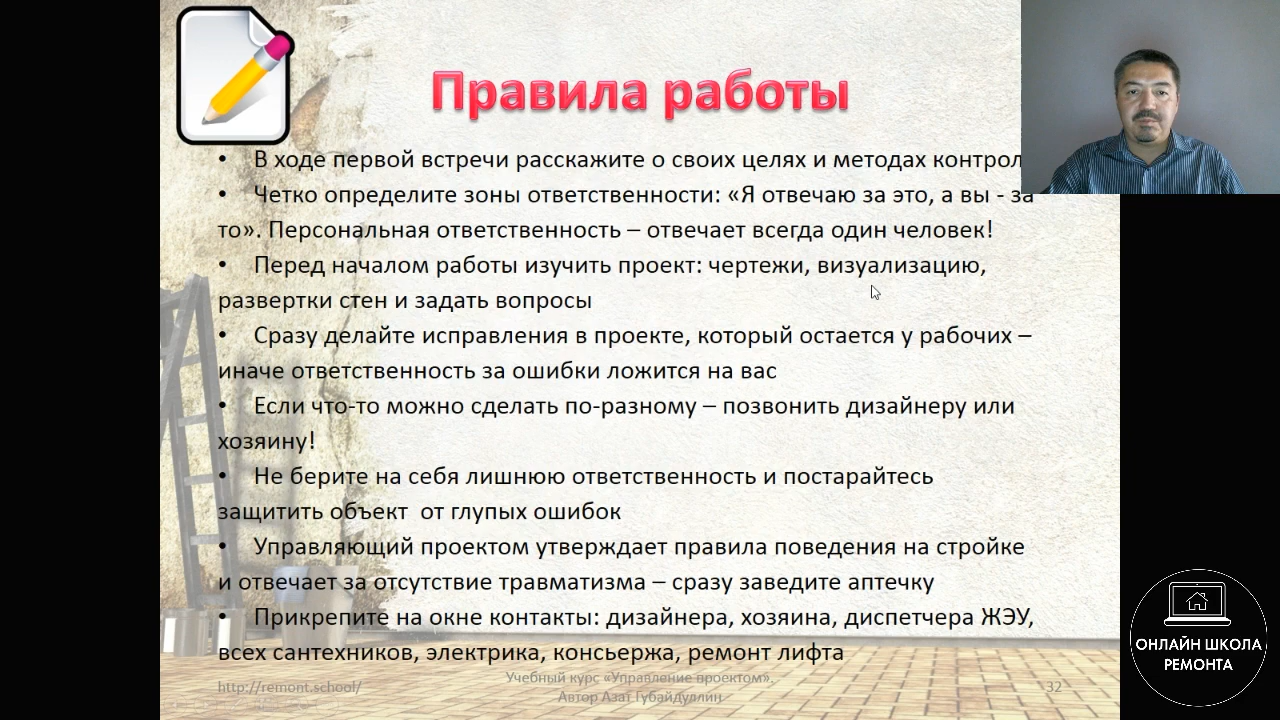 Правила работы
• В ходе первой встречи расскажите о своих целях и методах контрол
• Четко определите зоны ответственности: «Я отвечаю за это, а вы - за
то». Персональная ответственность – отвечает всегда один человек!
• Перед началом работы изучить проект: чертежи, визуализацию,
развертки стен и задать вопросы
• Сразу делайте исправления в проекте, который остается у рабочих –
иначе ответственность за ошибки ложится на вас
• Если что-то можно сделать по-разному – позвонить дизайнеру или
хозяину!
• Не берите на себя лишнюю ответственность и постарайтесь
защитить объект  от глупых ошибок
• Управляющий проектом утверждает правила поведения на стройке
и отвечает за отсутствие травматизма – сразу заведите аптечку
• Прикрепите на окне контакты: дизайнера, хозяина, диспетчера ЖЭУ,
всех сантехников, электрика, консьержа, ремонт лифта
http://remont.school/
Учебный курс «Управление проектом».
Автор Азат Губайдуллин
32
ОНЛАЙН ШКОЛА
РЕМОНТА